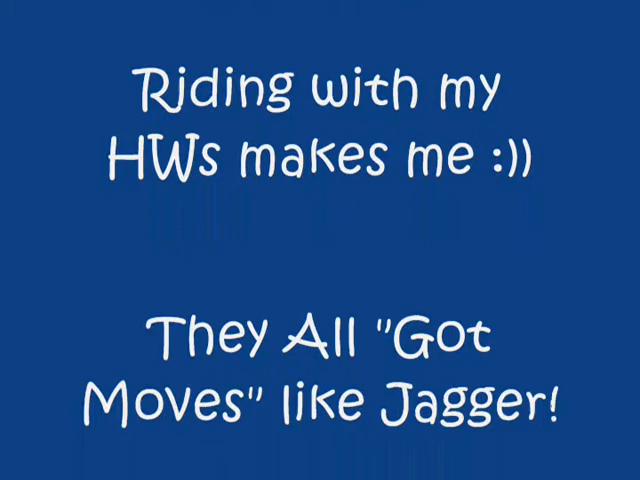 Riding with my
HWs makes me :))
They All "Got
Moves" like Jagger!